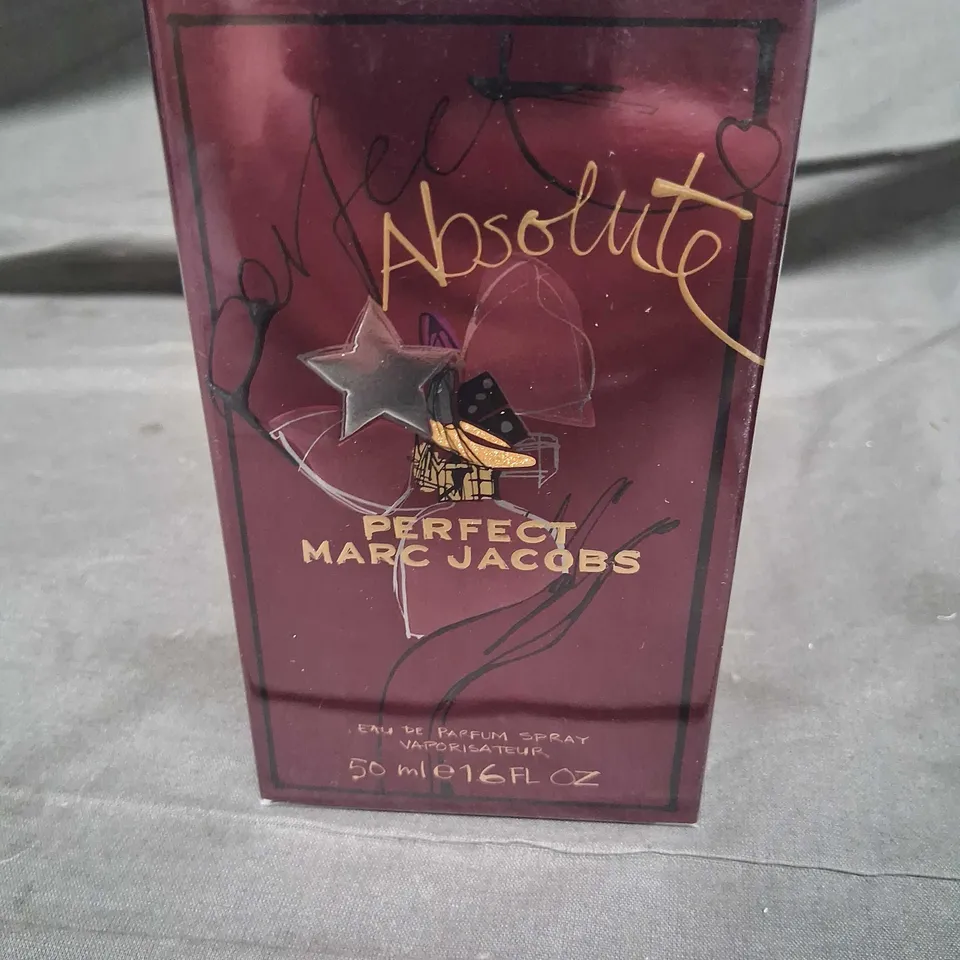 Perfect
Absolute
PERFECT
MARC JACOBS
EAU DE PARFUM SPRAY
VAPORISATEUR
50 ml e 1.6 FL OZ